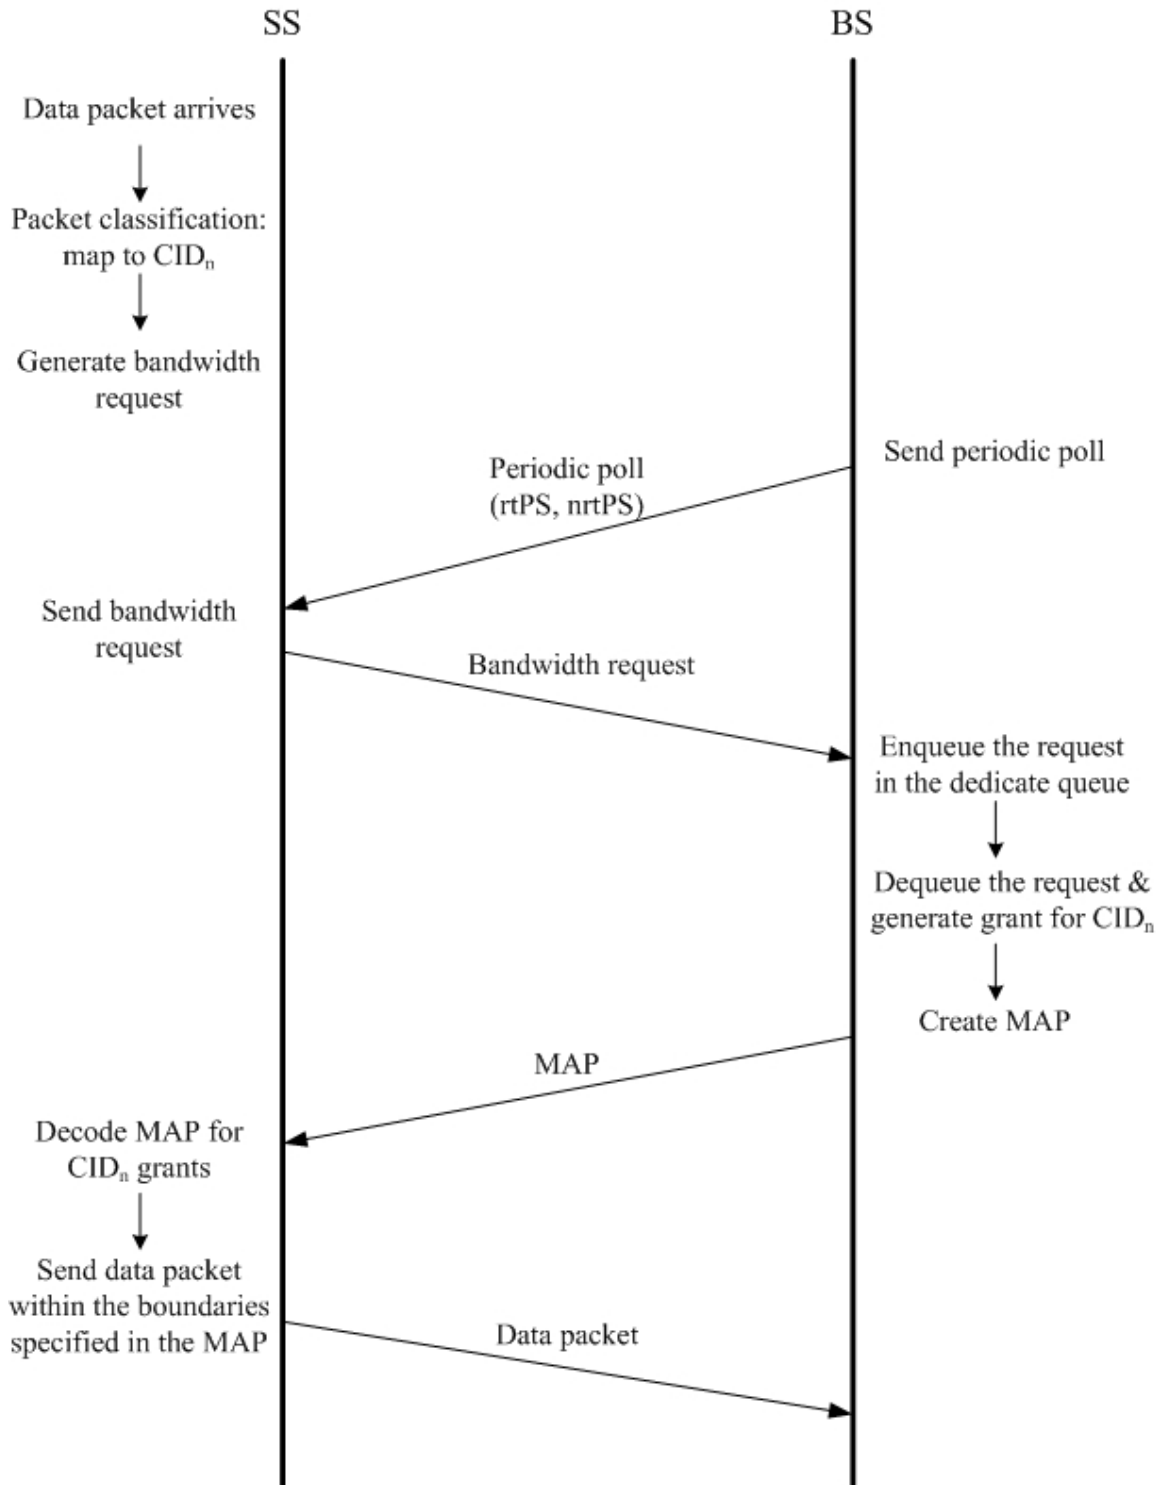 SS
BS
Data packet arrives
Packet classification:
map to CIDₙ
Generate bandwidth
request
Send periodic poll
Periodic poll
(rtPS, nrtPS)
Send bandwidth
request
Bandwidth request
Enqueue the request
in the dedicate queue
Dequeue the request &
generate grant for CIDₙ
Create MAP
MAP
Decode MAP for
CIDₙ grants
Send data packet
within the boundaries
specified in the MAP
Data packet